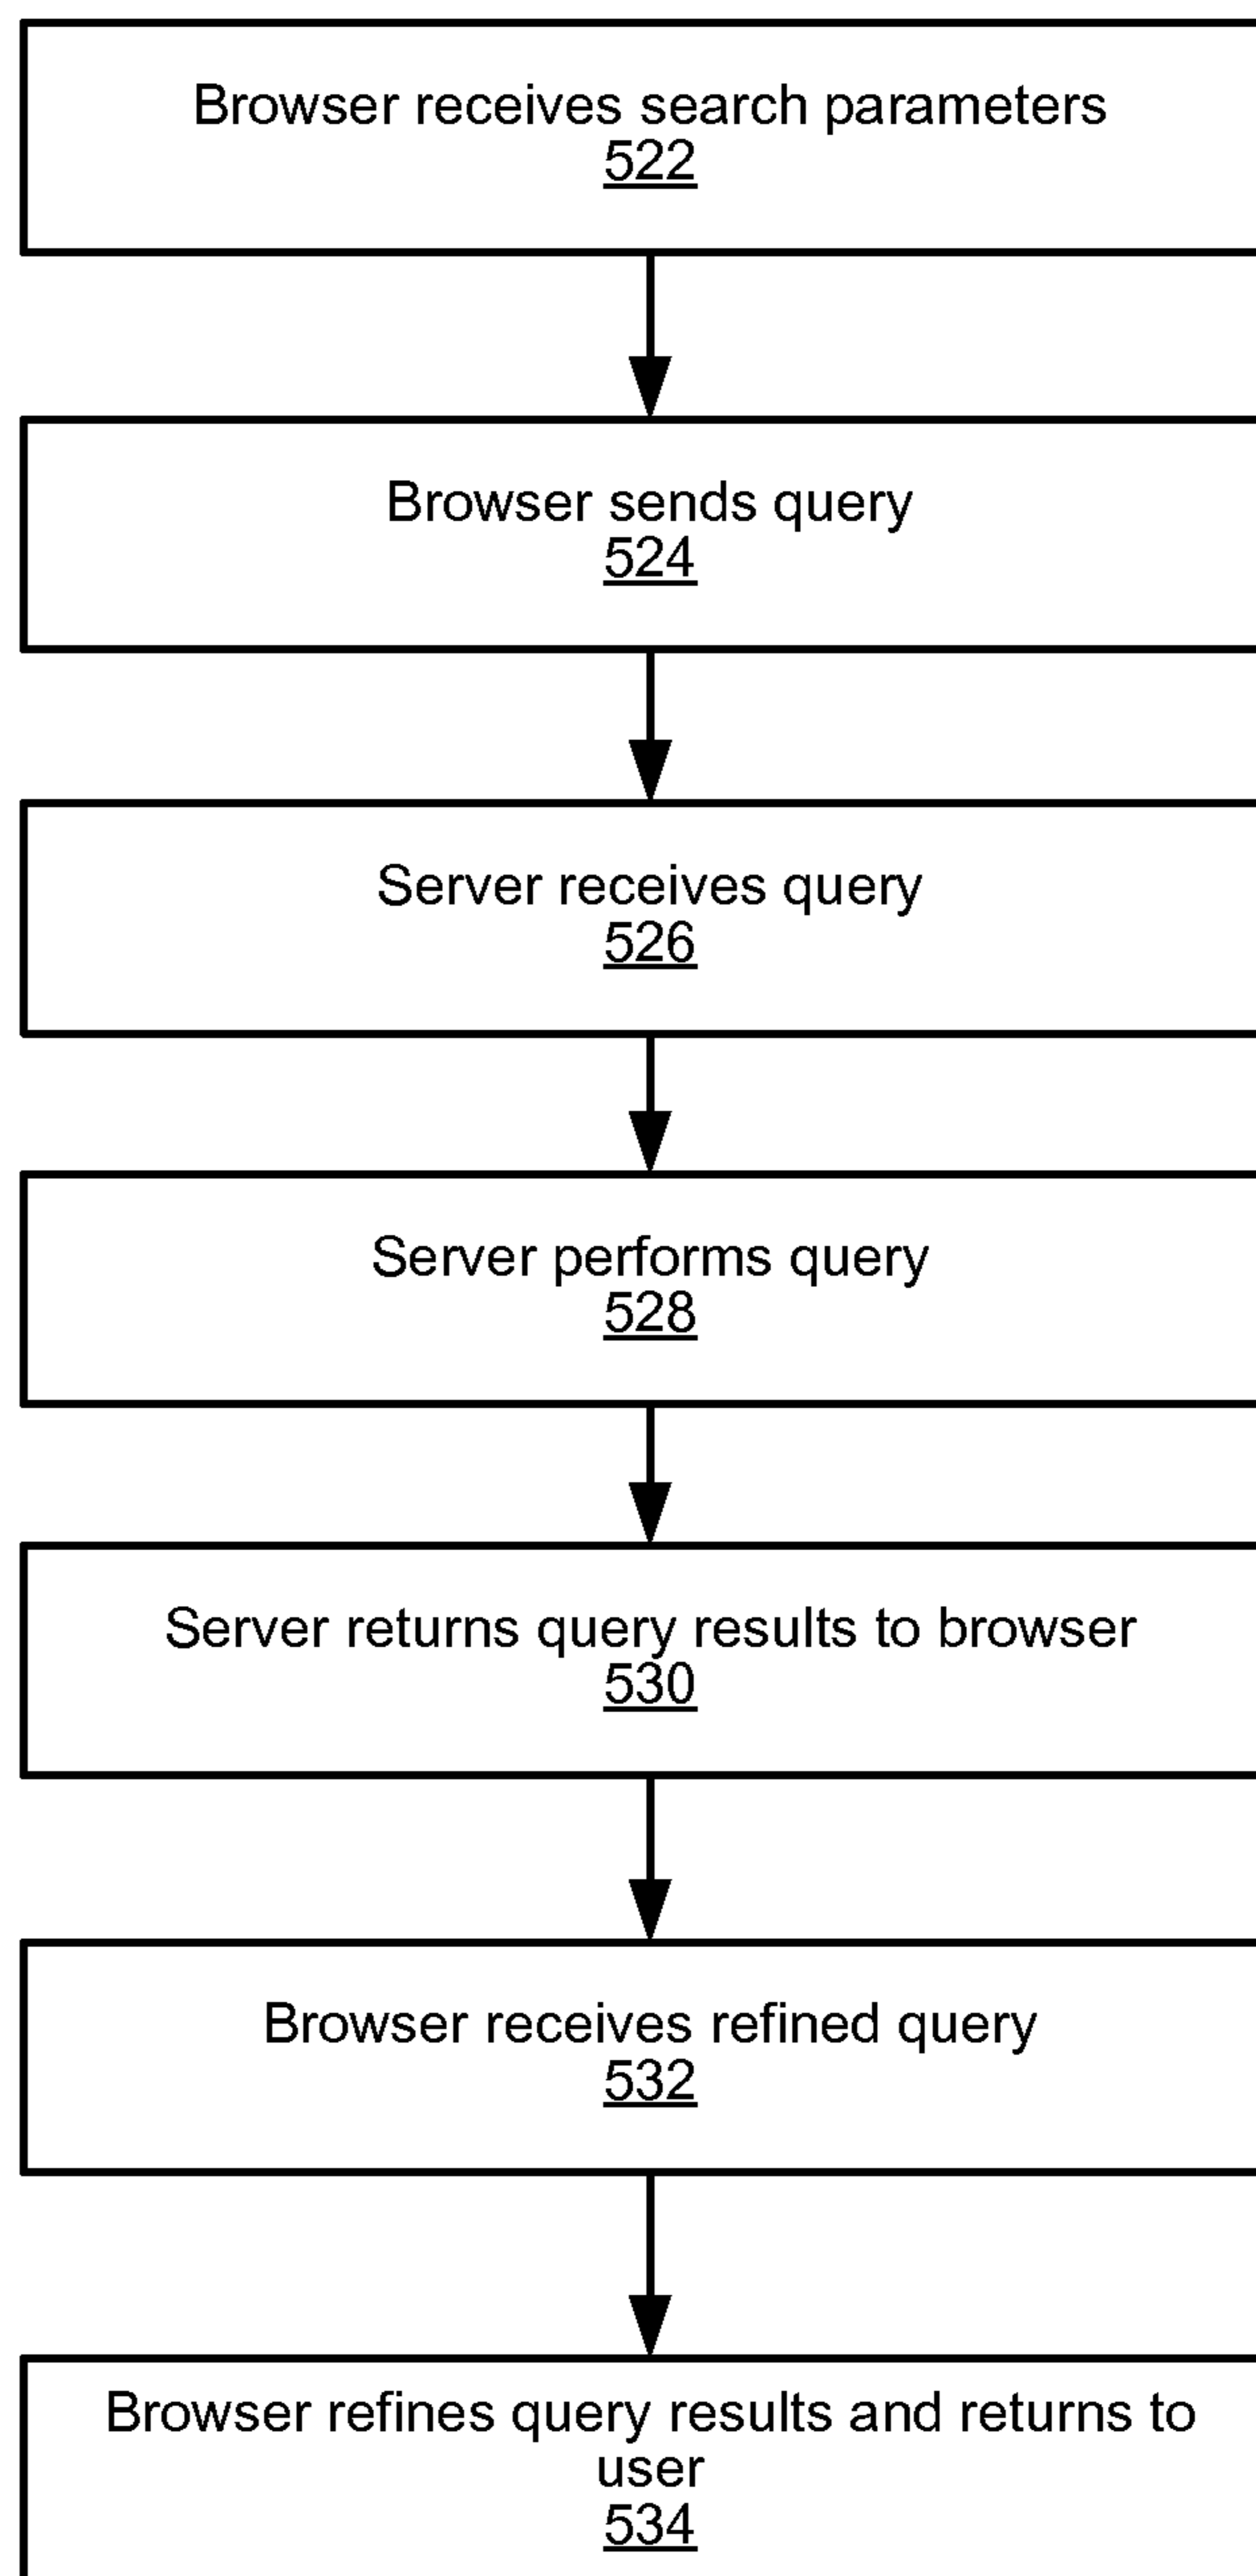 Browser receives search parameters
522
Browser sends query
524
Server receives query
526
Server performs query
528
Server returns query results to browser
530
Browser receives refined query
532
Browser refines query results and returns to
user
534